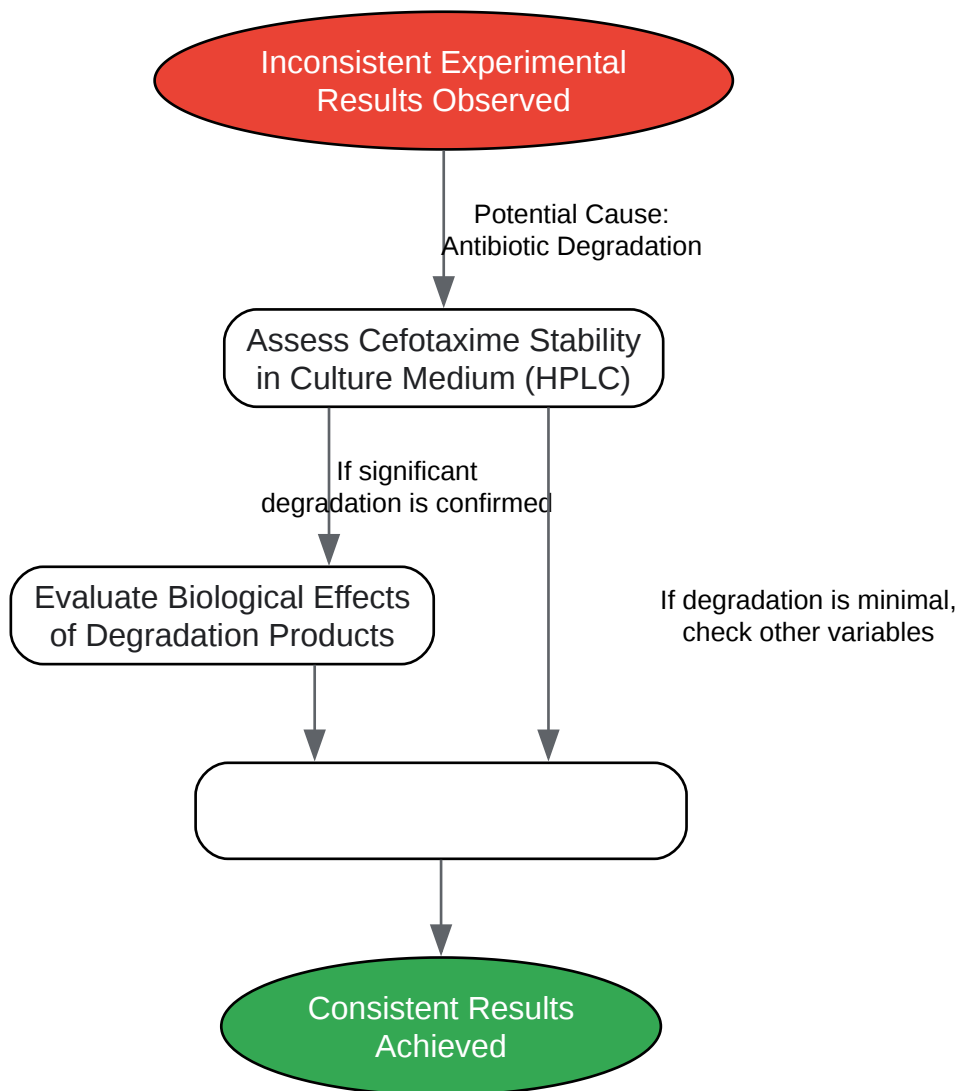 Inconsistent Experimental
Results Observed
Potential Cause:
Antibiotic Degradation
Assess Cefotaxime Stability
in Culture Medium (HPLC)
If significant
degradation is confirmed
Evaluate Biological Effects
of Degradation Products
If degradation is minimal,
check other variables
Consistent Results
Achieved